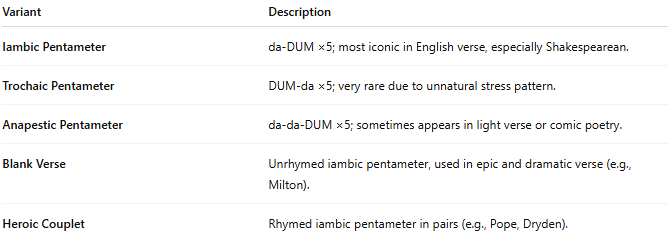 Variant Description
Iambic Pentameter da-DUM ×5; most iconic in English verse, especially Shakespearean.
Trochaic Pentameter DUM-da ×5; very rare due to unnatural stress pattern.
Anapestic Pentameter da-da-DUM ×5; sometimes appears in light verse or comic poetry.
Blank Verse Unrhymed iambic pentameter, used in epic and dramatic verse (e.g.,
Milton).
Heroic Couplet Rhymed iambic pentameter in pairs (e.g., Pope, Dryden).